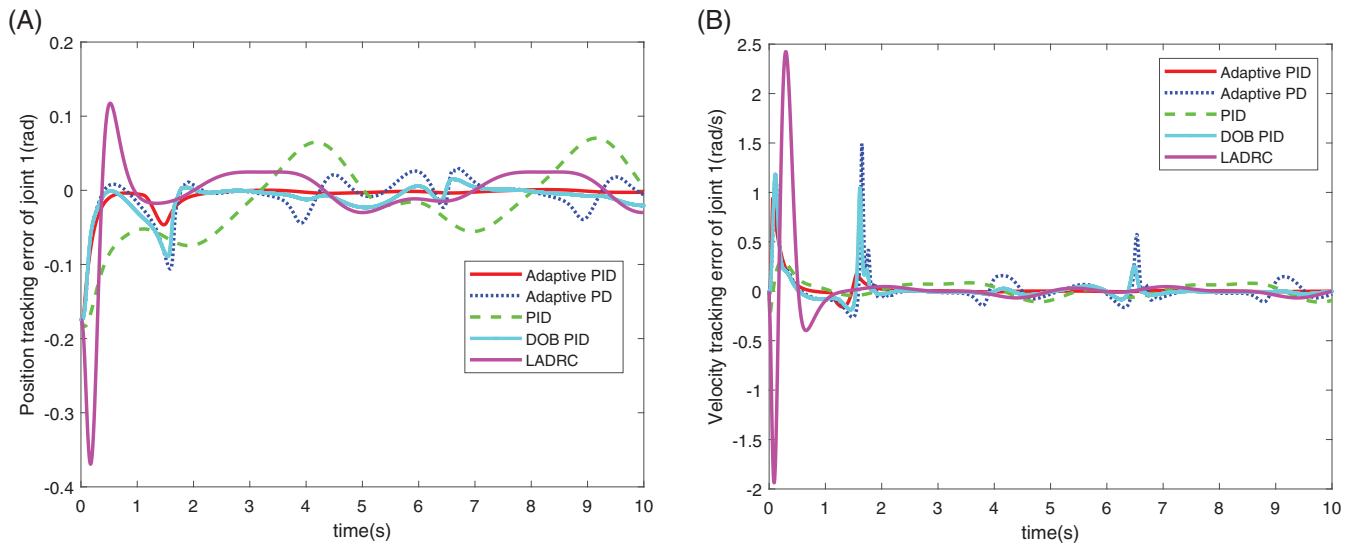 (A)
Position tracking error of joint 1(rad)
0.2
0.1
0
-0.1
-0.2
-0.3
-0.4
0 1 2 3 4 5 6 7 8 9 10
time(s)
Adaptive PID
Adaptive PD
PID
DOB PID
LADRC
(B)
Velocity tracking error of joint 1(rad/s)
2.5
2
1.5
1
0.5
0
-0.5
-1
-1.5
-2
0 1 2 3 4 5 6 7 8 9 10
time(s)
Adaptive PID
Adaptive PD
PID
DOB PID
LADRC